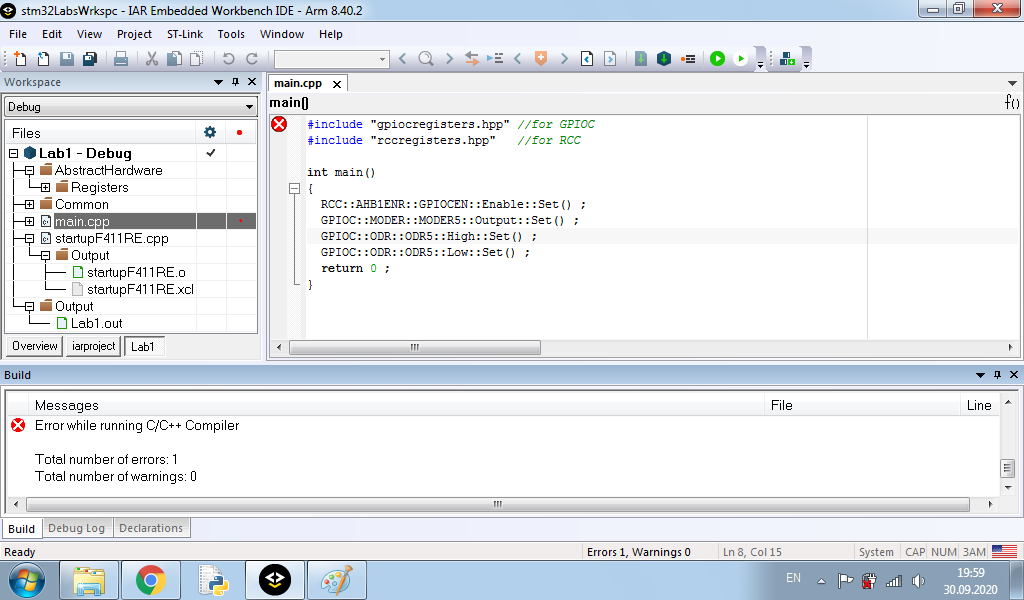 stm32LabsWrkspc - IAR Embedded Workbench IDE - Arm 8.40.2
File Edit View Project ST-Link Tools Window Help
Workspace
main.cpp
Debug
main()
f()
Files
Lab1 - Debug
AbstractHardware
Registers
Common
main.cpp
startupF411RE.cpp
Output
startupF411RE.o
startupF411RE.xcl
Output
Lab1.out
Overview iarproject Lab1
#include "gpiocregisters.hpp" //for GPIOC
#include "rccregisters.hpp" //for RCC
int main()
{
RCC::AHB1ENR::GPIOCEN::Enable::Set() ;
GPIOC::MODER::MODER5::Output::Set() ;
GPIOC::ODR::ODR5::High::Set() ;
GPIOC::ODR::ODR5::Low::Set() ;
return 0 ;
}
Build
Messages File Line
Error while running C/C++ Compiler
Total number of errors: 1
Total number of warnings: 0
Build Debug Log Declarations
Ready Errors 1, Warnings 0 Ln 8, Col 15 System CAP NUM ЗАМ
EN 19:59
30.09.2020